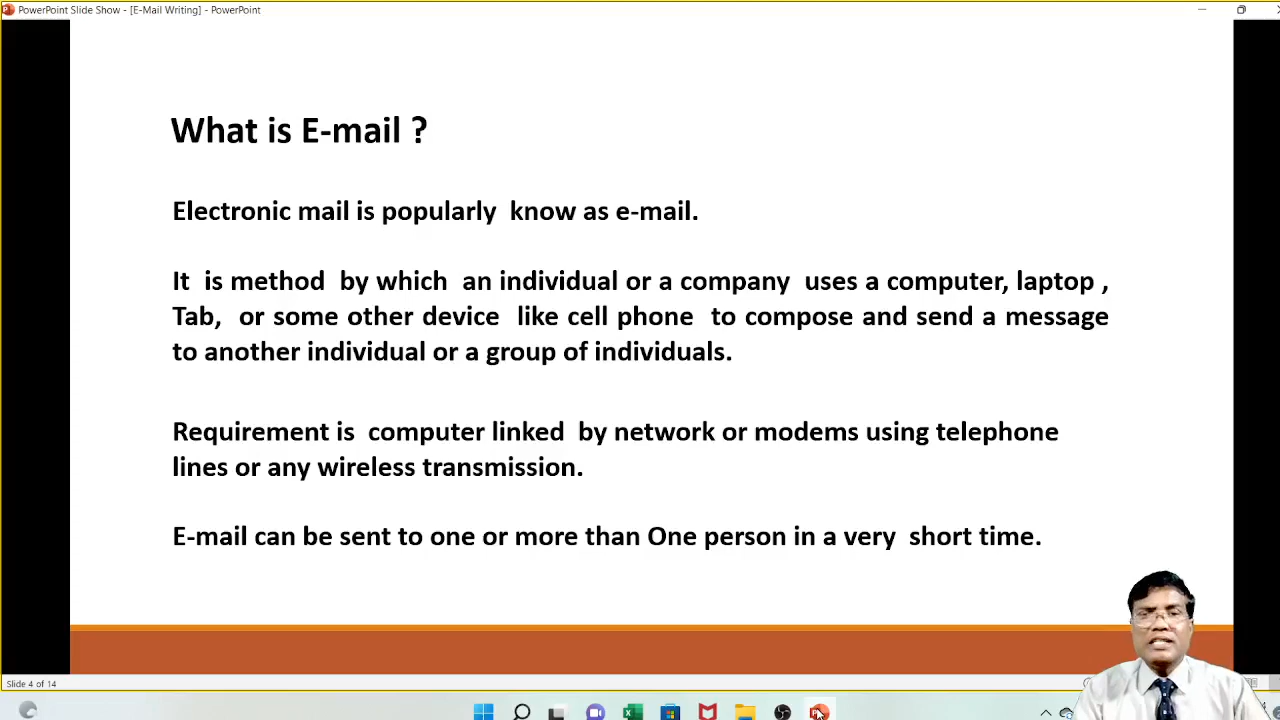 PowerPoint Slide Show - [E-Mail Writing] - PowerPoint
What is E-mail ?
Electronic mail is popularly know as e-mail.
It is method by which an individual or a company uses a computer, laptop ,
Tab, or some other device like cell phone to compose and send a message
to another individual or a group of individuals.
Requirement is computer linked by network or modems using telephone
lines or any wireless transmission.
E-mail can be sent to one or more than One person in a very short time.
Slide 4 of 14